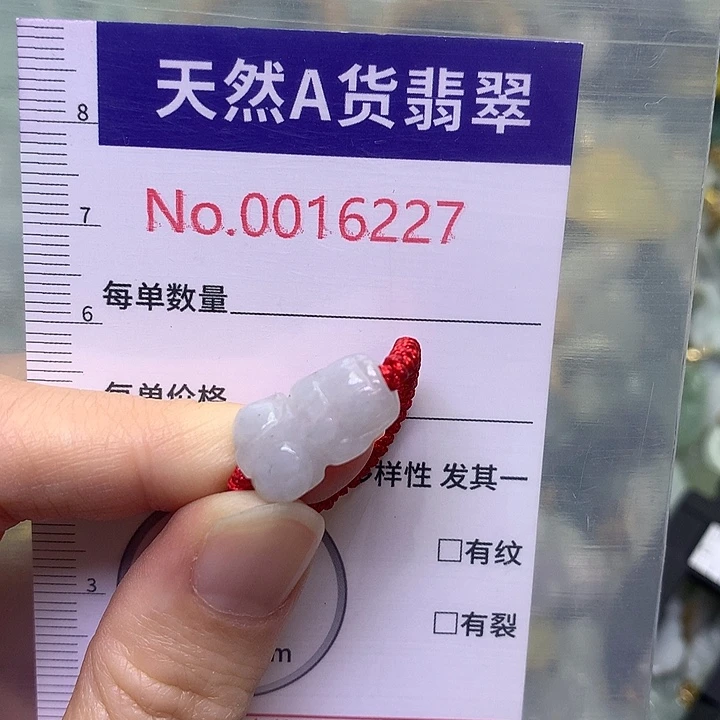 天然A货翡翠
8
No.0016227
7
每单数量
6
每单价格
样性 发其一
□有纹
3
□有裂
m